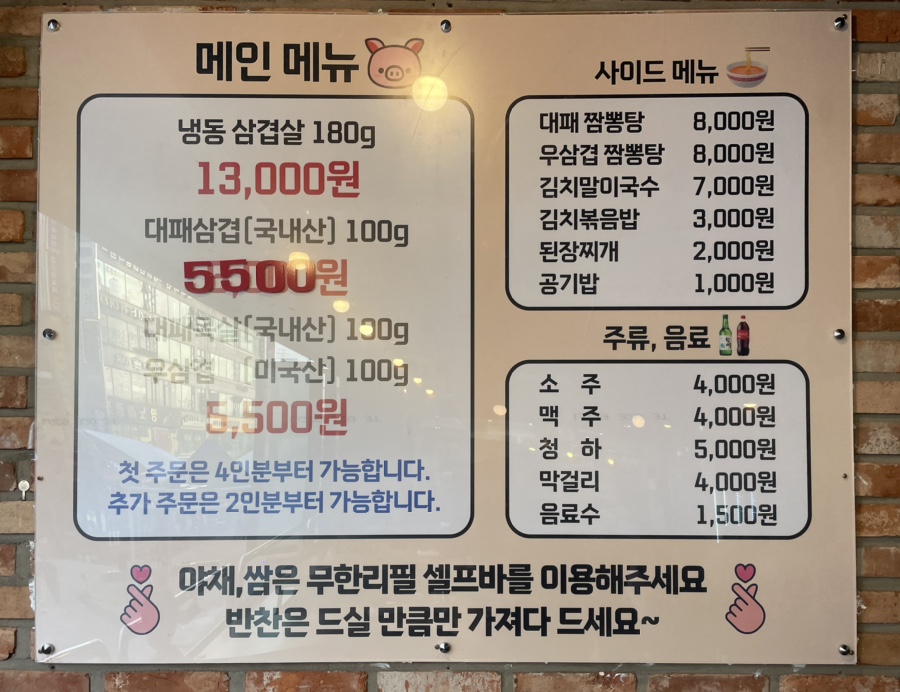 메인 메뉴
냉동 삼겹살 180g
13,000원
대패삼겹(국내산) 100g
5500원
대패목살(국내산) 100g
우삼겹 (미국산) 100g
5,500원
첫 주문은 4인분부터 가능합니다.
추가 주문은 2인분부터 가능합니다.
사이드 메뉴
대패 짬뽕탕 8,000원
우삼겹 짬뽕탕 8,000원
김치말이국수 7,000원
김치볶음밥 3,000원
된장찌개 2,000원
공기밥 1,000원
주류, 음료
소 주 4,000원
맥 주 4,000원
청 하 5,000원
막걸리 4,000원
음료수 1,500원
야채,쌈은 무한리필 셀프바를 이용해주세요
반찬은 드실 만큼만 가져다 드세요~